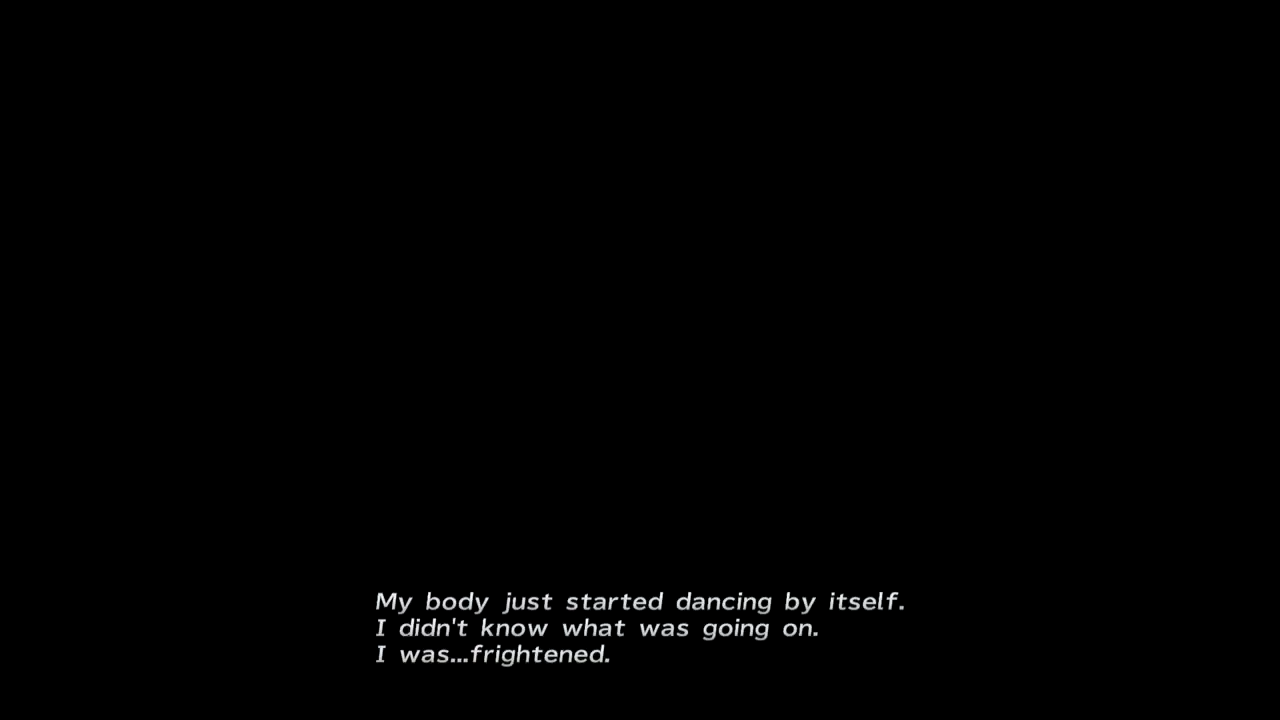 My body just started dancing by itself.
I didn't know what was going on.
I was...frightened.